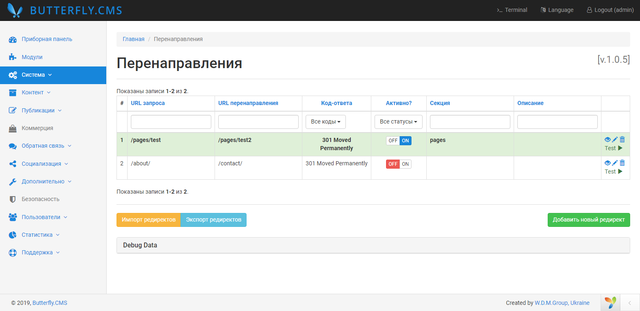 BUTTERFLY.CMS
Terminal
Language
Logout (admin)
Приборная панель
Модули
Система
Контент
Публикации
Коммерция
Обратная связь
Социализация
Дополнительно
Безопасность
Пользователи
Статистика
Поддержка
Главная / Перенаправления
Перенаправления [v.1.0.5]
Показаны записи 1-2 из 2.
# URL запроса URL перенаправления Код-ответа Активно? Секция Описание
Все коды Все статусы
1 /pages/test /pages/test2 301 Moved Permanently OFF ON pages Test
2 /about/ /contact/ 301 Moved Permanently OFF ON Test
Показаны записи 1-2 из 2.
Импорт редиректов Экспорт редиректов Добавить новый редирект
Debug Data
© 2019, Butterfly.CMS Created by W.D.M.Group, Ukraine